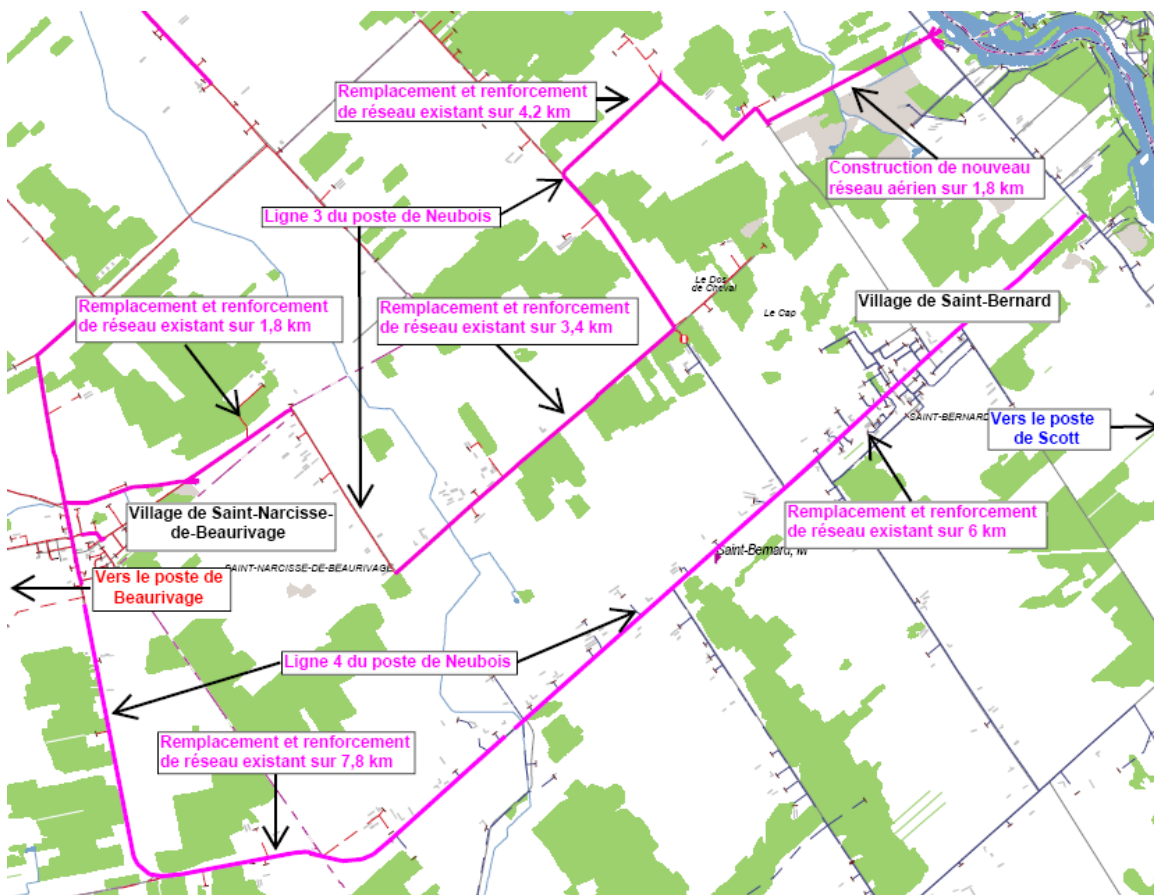 Remplacement et renforcement
de réseau existant sur 4,2 km
Construction de nouveau
réseau aérien sur 1,8 km
Ligne 3 du poste de Neubois
Le Dos
de Cheval
Le Cap
Remplacement et renforcement
de réseau existant sur 1,8 km
Remplacement et renforcement
de réseau existant sur 3,4 km
Village de Saint-Bernard
SAINT-BERNARD
Vers le poste
de Scott
Village de Saint-Narcisse-
de-Beaurivage
Remplacement et renforcement
de réseau existant sur 6 km
Saint-Bernard, M
SAINT-NARCISSE-DE-BEAURIVAGE
Vers le poste de
Beaurivage
Ligne 4 du poste de Neubois
Remplacement et renforcement
de réseau existant sur 7,8 km